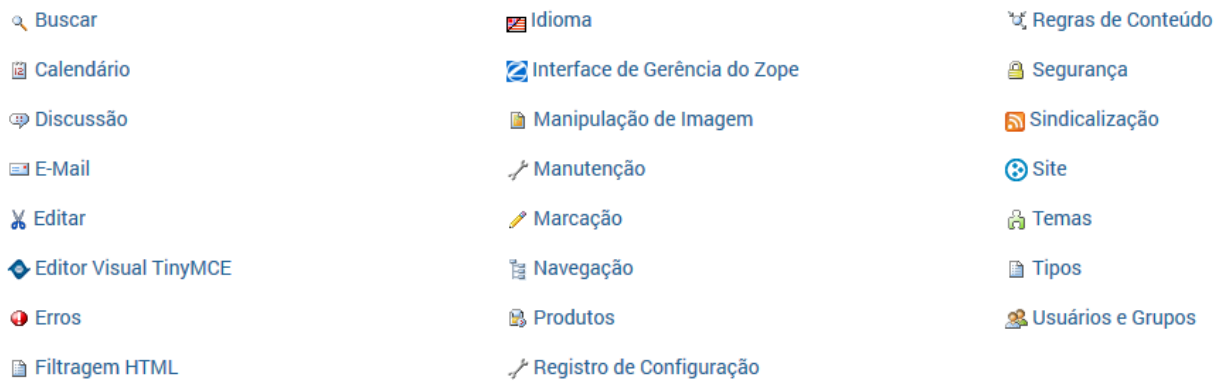 Buscar
Calendário
Discussão
E-Mail
Editar
Editor Visual TinyMCE
Erros
Filtragem HTML
Idioma
Interface de Gerência do Zope
Manipulação de Imagem
Manutenção
Marcação
Navegação
Produtos
Registro de Configuração
Regras de Conteúdo
Segurança
Sindicalização
Site
Temas
Tipos
Usuários e Grupos